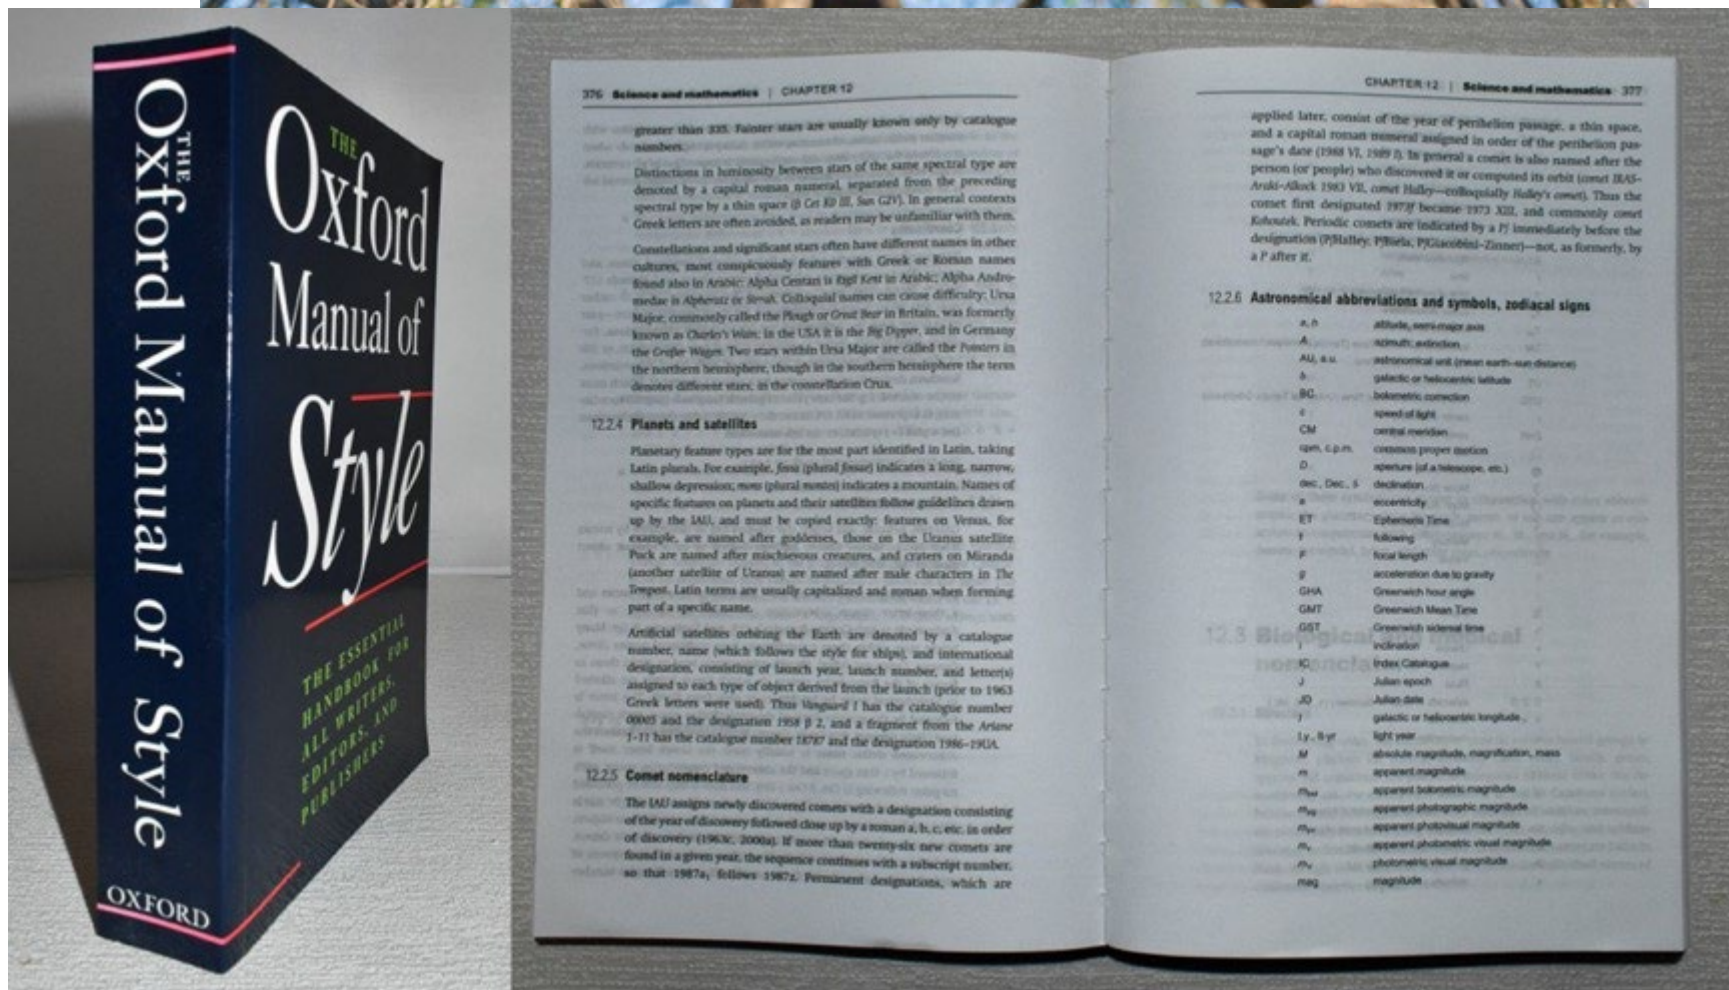 THE
Oxford Manual of Style
OXFORD
THE
Oxford
Manual of
Style
THE ESSENTIAL
HANDBOOK FOR
ALL WRITERS,
EDITORS, AND
PUBLISHERS
376 Science and mathematics | CHAPTER 12
greater than 335. Fainter stars are usually known only by catalogue
numbers.
Distinctions in luminosity between stars of the same spectral type are
denoted by a capital roman numeral, separated from the preceding
spectral type by a thin space (β Cet K0 III, Sun G2V). In general contexts
Greek letters are often avoided, as readers may be unfamiliar with them.
Constellations and significant stars often have different names in other
cultures, most conspicuously features with Greek or Roman names
found also in Arabic: Alpha Centari is Rigil Kent in Arabic; Alpha Andro-
medae is Alpheratz or Sirrah. Colloquial names can cause difficulty: Ursa
Major, commonly called the Plough or Great Bear in Britain, was formerly
known as Charles's Wain; in the USA it is the Big Dipper, and in Germany
the Großer Wagen. Two stars within Ursa Major are called the Pointers in
the northern hemisphere, though in the southern hemisphere the term
denotes different stars, in the constellation Crux.
12.2.4 Planets and satellites
Planetary feature types are for the most part identified in Latin, taking
Latin plurals. For example, fossa (plural fossae) indicates a long, narrow,
shallow depression; mons (plural montes) indicates a mountain. Names of
specific features on planets and their satellites follow guidelines drawn
up by the IAU, and must be copied exactly: features on Venus, for
example, are named after goddesses, those on the Uranus satellite
Puck are named after mischievous creatures, and craters on Miranda
(another satellite of Uranus) are named after male characters in The
Tempest. Latin terms are usually capitalized and roman when forming
part of a specific name.
Artificial satellites orbiting the Earth are denoted by a catalogue
number, name (which follows the style for ships), and international
designation, consisting of launch year, launch number, and letter(s)
assigned to each type of object derived from the launch (prior to 1963
Greek letters were used). Thus Vanguard 1 has the catalogue number
00005 and the designation 1958 β 2, and a fragment from the Ariane
1–11 has the catalogue number 18787 and the designation 1986–19UA.
12.2.5 Comet nomenclature
The IAU assigns newly discovered comets with a designation consisting
of the year of discovery followed close up by a roman a, b, c, etc. in order
of discovery (1963c, 2000a). If more than twenty-six new comets are
found in a given year, the sequence continues with a subscript number,
so that 1987a₁ follows 1987z. Permanent designations, which are
CHAPTER 12 | Science and mathematics 377
applied later, consist of the year of perihelion passage, a thin space,
and a capital roman numeral assigned in order of the perihelion pas-
sage's date (1988 VI, 1989 I). In general a comet is also named after the
person (or people) who discovered it or computed its orbit (comet IRAS–
Araki–Alkock 1983 VII, comet Halley—colloquially Halley's comet). Thus the
comet first designated 1973f became 1973 XIII, and commonly comet
Kohoutek. Periodic comets are indicated by a P/ immediately before the
designation (P/Halley, P/Biela, P/Giacobini–Zinner)—not, as formerly, by
a P after it.
12.2.6 Astronomical abbreviations and symbols, zodiacal signs
a, h altitude, semi-major axis
A azimuth; extinction
AU, a.u. astronomical unit (mean earth–sun distance)
b galactic or heliocentric latitude
BC bolometric correction
c speed of light
CM central meridian
cpm, c.p.m. common proper motion
D aperture (of a telescope, etc.)
dec., Dec., δ declination
e eccentricity
ET Ephemeris Time
f following
F focal length
g acceleration due to gravity
GHA Greenwich hour angle
GMT Greenwich Mean Time
GST Greenwich sidereal time
i inclination
IC Index Catalogue
J Julian epoch
JD Julian date
l galactic or heliocentric longitude
l.y., lt-yr light year
M absolute magnitude, magnification, mass
m apparent magnitude
apparent bolometric magnitude
apparent photographic magnitude
apparent photovisual magnitude
apparent photometric visual magnitude
mᵥ photometric visual magnitude
mag magnitude